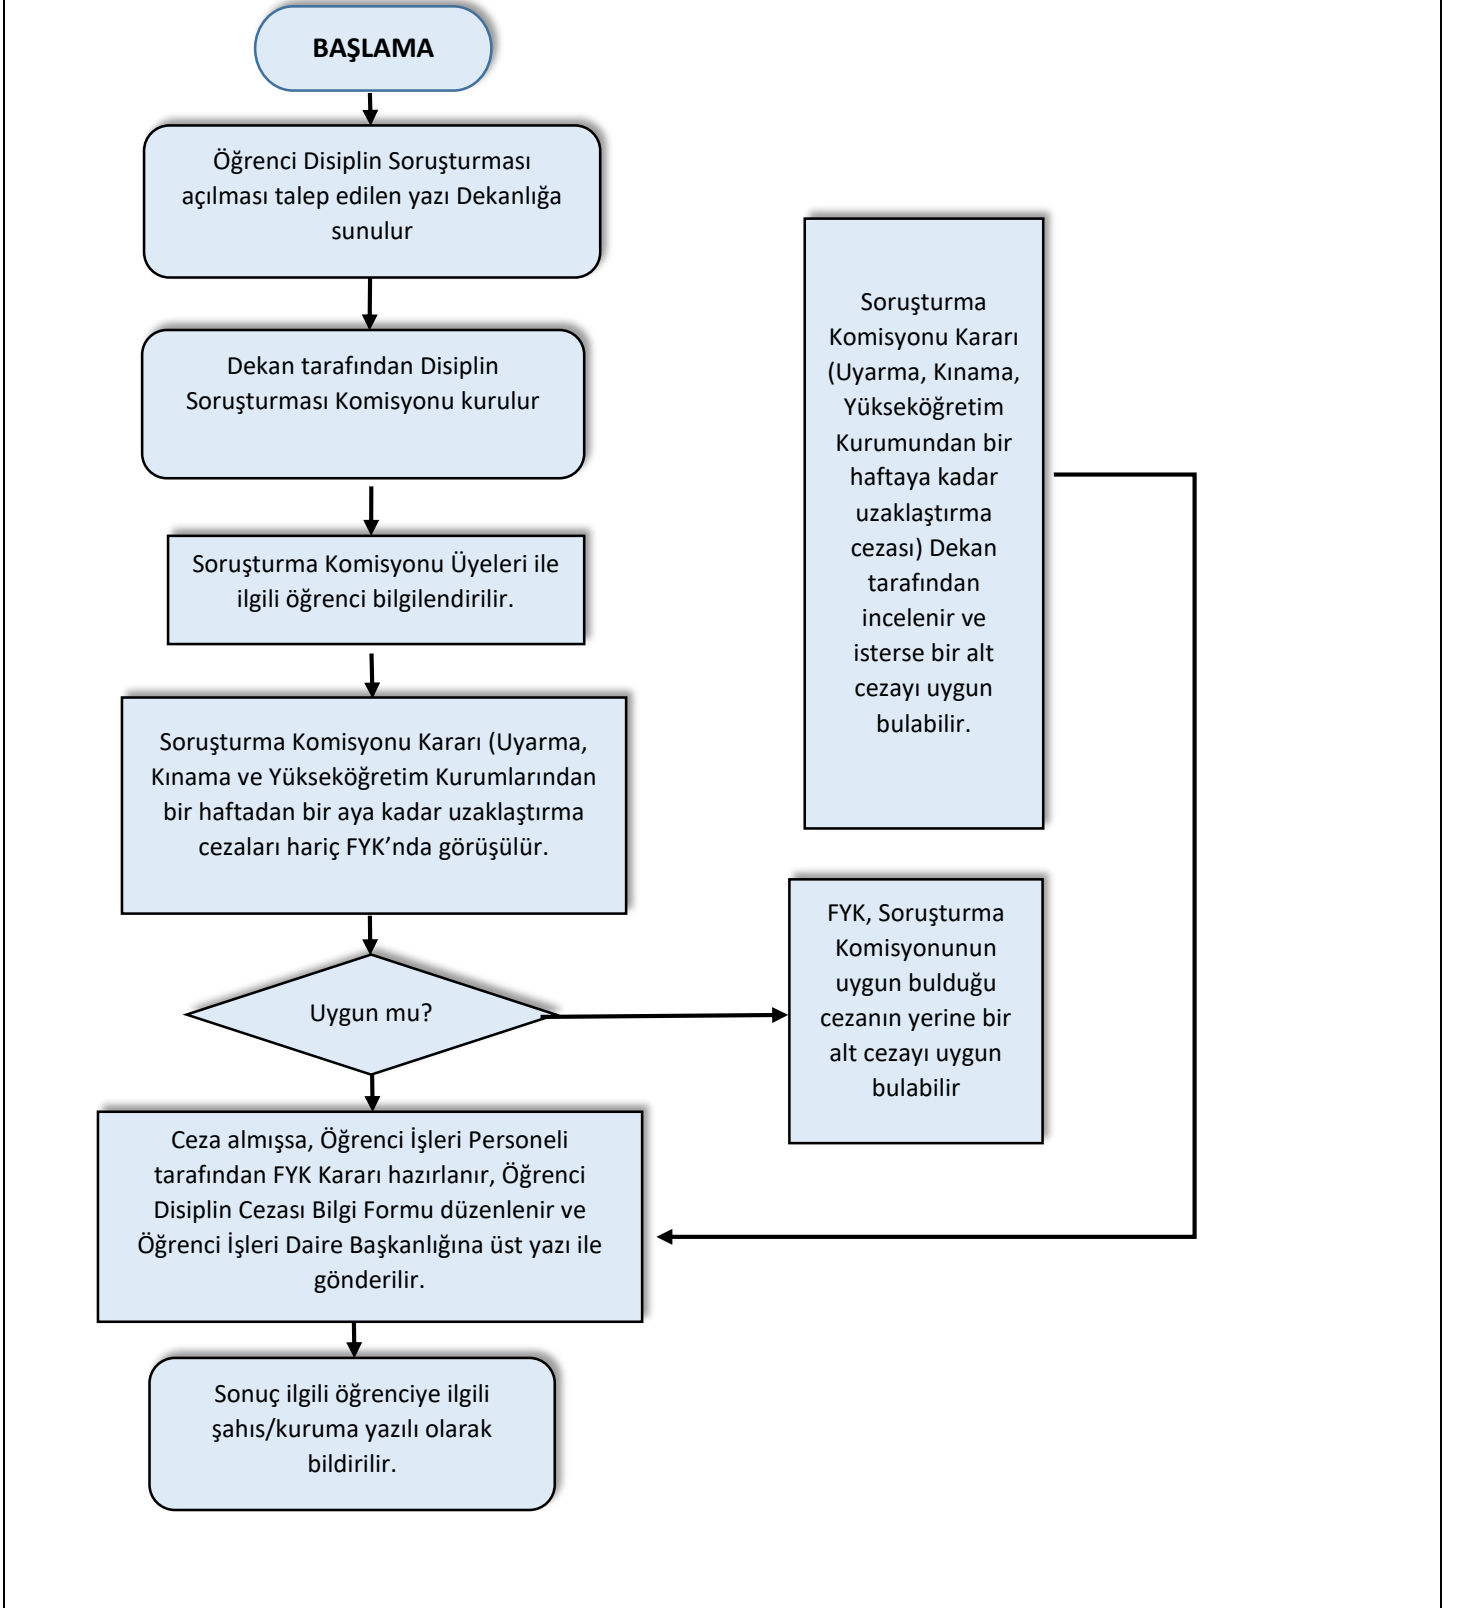 BAŞLAMA
Öğrenci Disiplin Soruşturması
açılması talep edilen yazı Dekanlığa
sunulur
Dekan tarafından Disiplin
Soruşturması Komisyonu kurulur
Soruşturma Komisyonu Üyeleri ile
ilgili öğrenci bilgilendirilir.
Soruşturma Komisyonu Kararı (Uyarma,
Kınama ve Yükseköğretim Kurumlarından
bir haftadan bir aya kadar uzaklaştırma
cezaları hariç FYK’nda görüşülür.
Uygun mu?
Ceza almışsa, Öğrenci İşleri Personeli
tarafından FYK Kararı hazırlanır, Öğrenci
Disiplin Cezası Bilgi Formu düzenlenir ve
Öğrenci İşleri Daire Başkanlığına üst yazı ile
gönderilir.
Sonuç ilgili öğrenciye ilgili
şahıs/kuruma yazılı olarak
bildirilir.
Soruşturma
Komisyonu Kararı
(Uyarma, Kınama,
Yükseköğretim
Kurumundan bir
haftaya kadar
uzaklaştırma
cezası) Dekan
tarafından
incelenir ve
isterse bir alt
cezayı uygun
bulabilir.
FYK, Soruşturma
Komisyonunun
uygun bulduğu
cezanın yerine bir
alt cezayı uygun
bulabilir